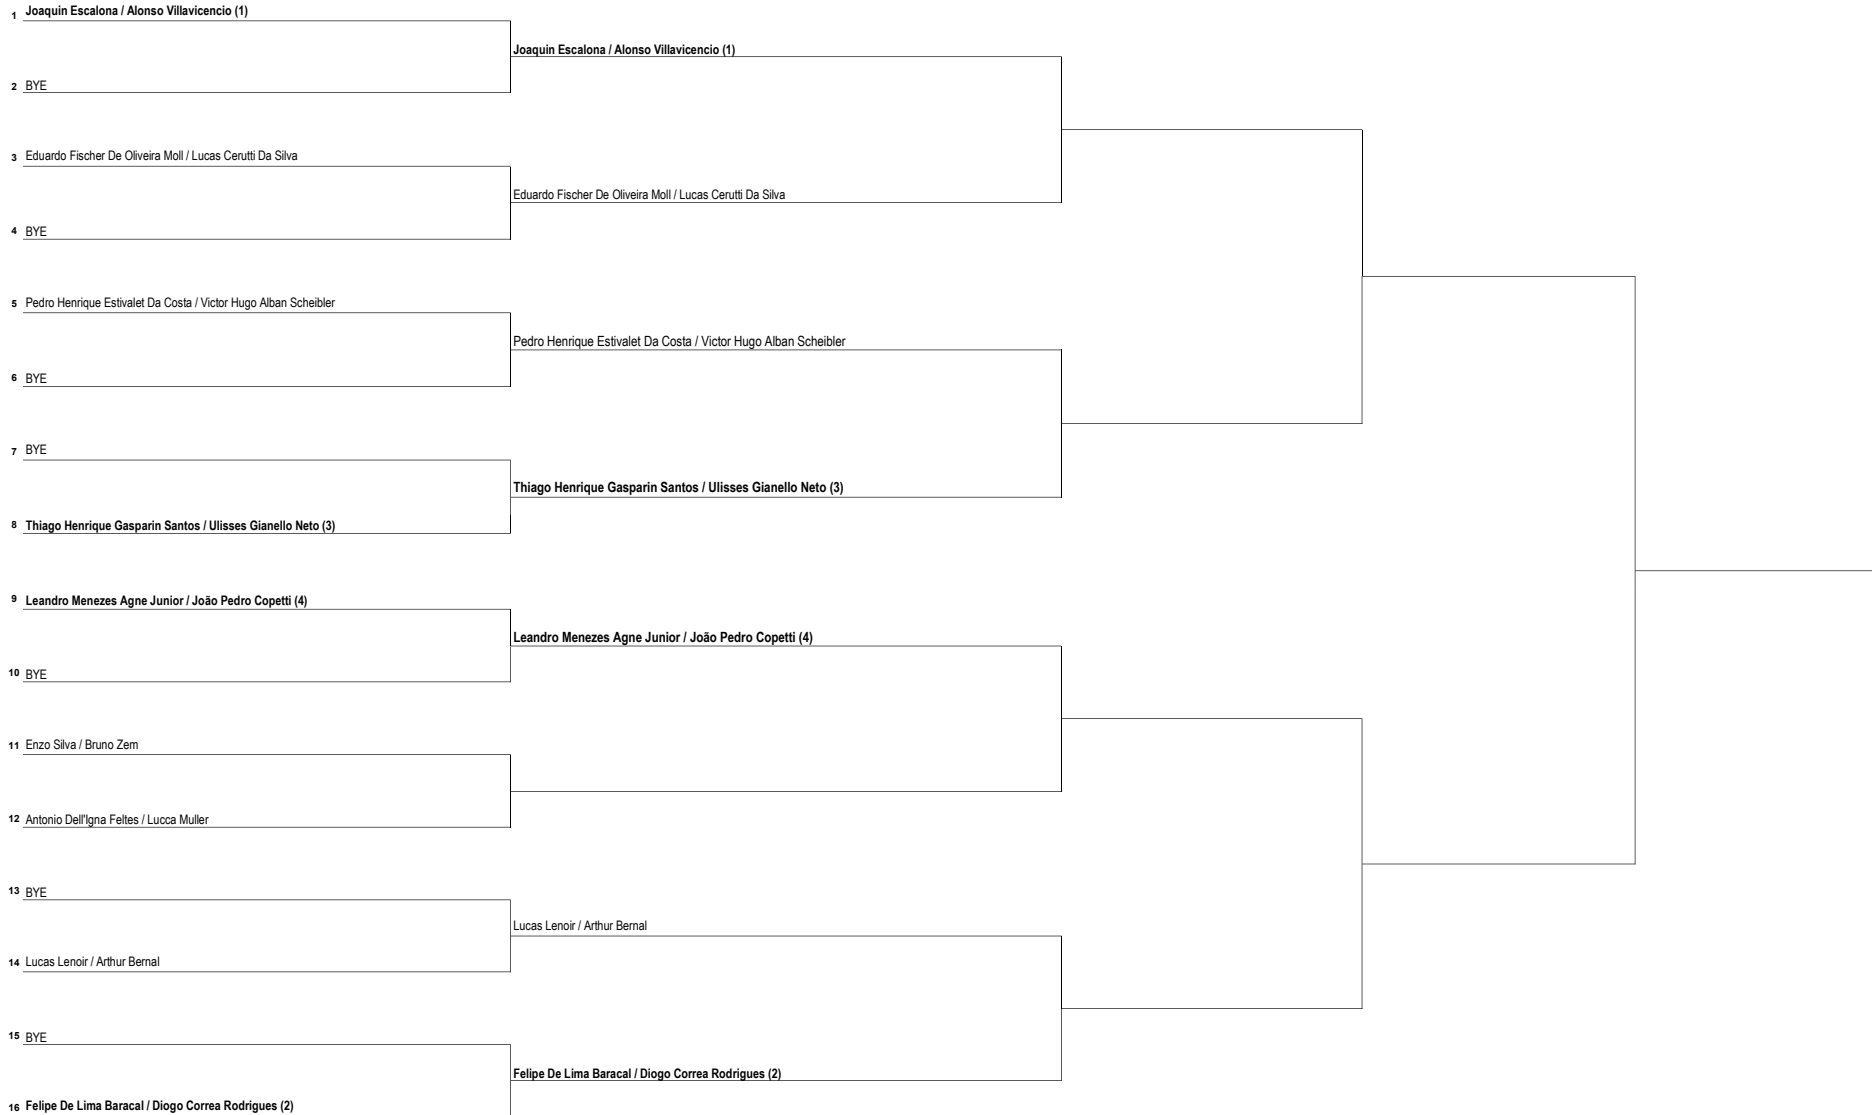 1 Joaquin Escalona / Alonso Villavicencio (1)
Joaquin Escalona / Alonso Villavicencio (1)
2 BYE
3 Eduardo Fischer De Oliveira Moll / Lucas Cerutti Da Silva
Eduardo Fischer De Oliveira Moll / Lucas Cerutti Da Silva
4 BYE
5 Pedro Henrique Estivalet Da Costa / Victor Hugo Alban Scheibler
Pedro Henrique Estivalet Da Costa / Victor Hugo Alban Scheibler
6 BYE
7 BYE
Thiago Henrique Gasparin Santos / Ulisses Gianello Neto (3)
8 Thiago Henrique Gasparin Santos / Ulisses Gianello Neto (3)
9 Leandro Menezes Agne Junior / João Pedro Copetti (4)
Leandro Menezes Agne Junior / João Pedro Copetti (4)
10 BYE
11 Enzo Silva / Bruno Zem
12 Antonio Dell'Igna Feltes / Lucca Muller
13 BYE
Lucas Lenoir / Arthur Bernal
14 Lucas Lenoir / Arthur Bernal
15 BYE
Felipe De Lima Baracal / Diogo Correa Rodrigues (2)
16 Felipe De Lima Baracal / Diogo Correa Rodrigues (2)